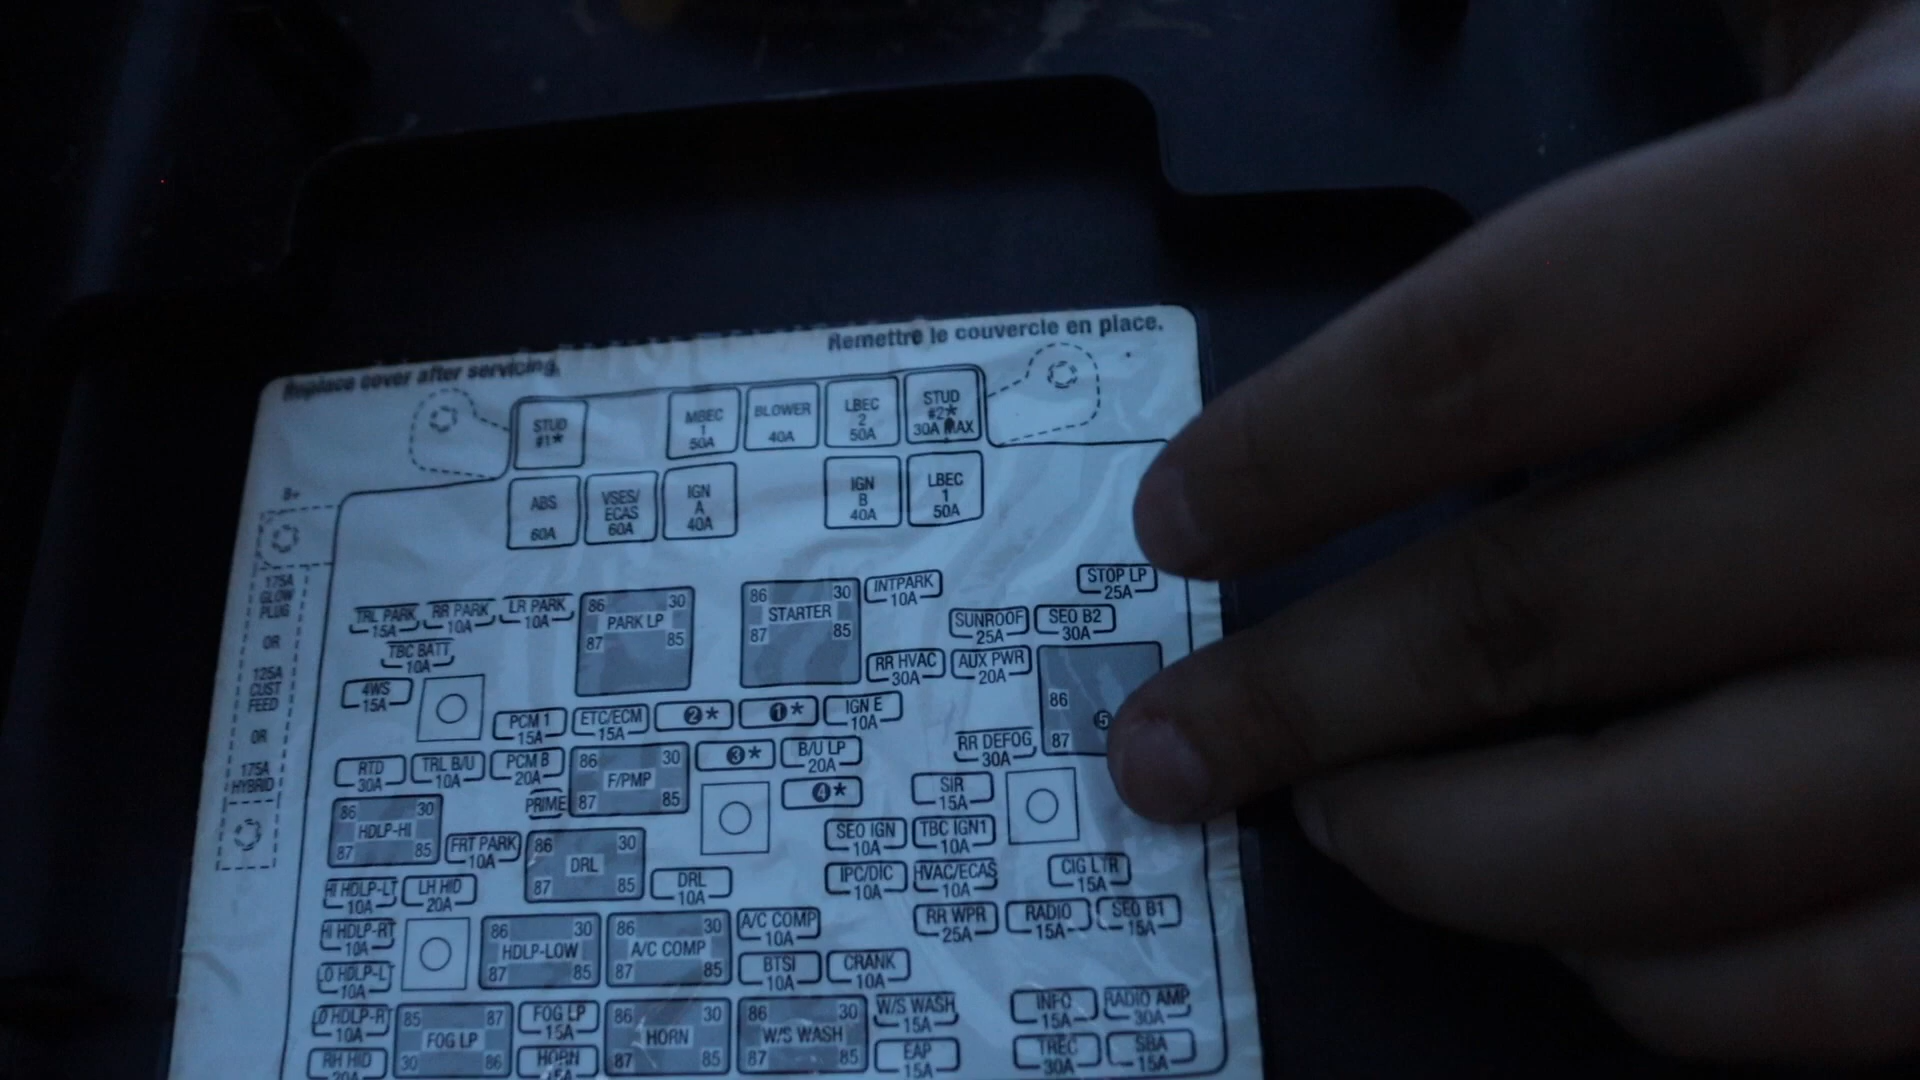 Replace cover after servicing.
Remettre le couvercle en place.
STUD #1*
MBEC 1 50A
BLOWER 40A
LBEC 2 50A
STUD #2* 30A MAX
B+
ABS 60A
VSES/ ECAS 60A
IGN A 40A
IGN B 40A
LBEC 1 50A
175A GLOW PLUG
OR
125A CUST FEED
OR
175A HYBRID
TRL PARK 15A
RR PARK 10A
LR PARK 10A
86 30 PARK LP 87 85
86 30 STARTER 87 85
INTPARK 10A
STOP LP 25A
TBC BATT 10A
SUNROOF 25A
SEO B2 30A
4WS 15A
RR HVAC 30A
AUX PWR 20A
86 5 87
PCM 1 15A
ETC/ECM 15A
2*
1*
IGN E 10A
RR DEFOG 30A
RTD 30A
TRL B/U 10A
PCM B 20A
86 30 F/PMP 87 85
3*
B/U LP 20A
PRIME
4*
SIR 15A
86 30 HDLP-HI 87 85
FRT PARK 10A
86 30 DRL 87 85
SEO IGN 10A
TBC IGN1 10A
HI HDLP-LT 10A
LH HID 20A
DRL 10A
IPC/DIC 10A
HVAC/ECAS 10A
CIG LTR 15A
HI HDLP-RT 10A
86 30 HDLP-LOW 87 85
86 30 A/C COMP 87 85
A/C COMP 10A
RR WPR 25A
RADIO 15A
SEO B1 15A
LO HDLP-LT 10A
BTSI 10A
CRANK 10A
LO HDLP-RT 10A
85 87 FOG LP 30 86
FOG LP 15A
86 30 HORN 87 85
86 30 W/S WASH 87 85
W/S WASH 15A
INFO 15A
RADIO AMP 30A
RH HID 20A
HORN 15A
EAP 15A
TREC 30A
SBA 15A